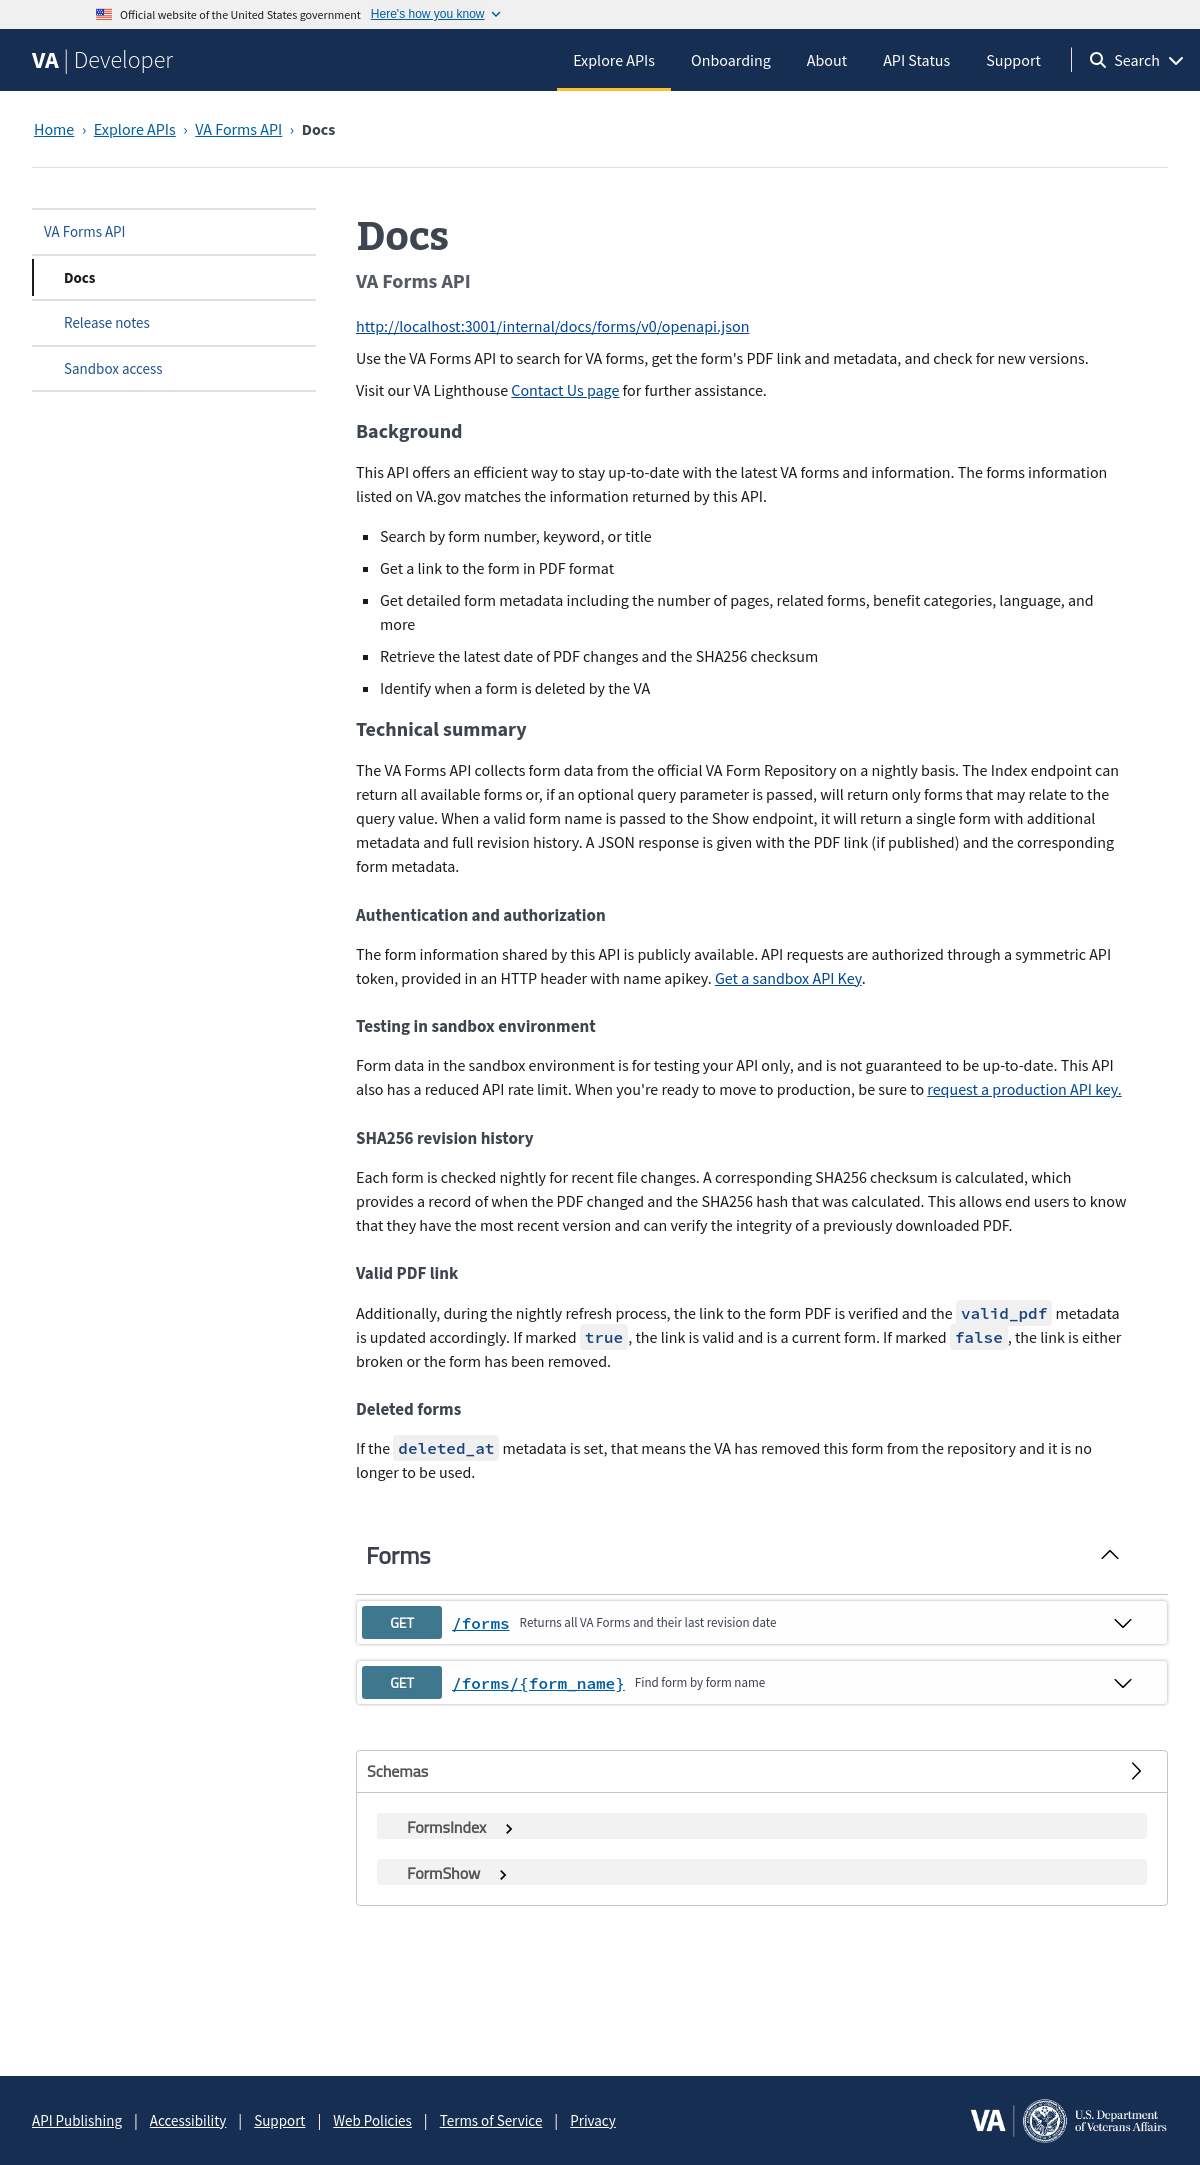 Official website of the United States government Here's how you know
VA | Developer Explore APIs Onboarding About API Status Support Search
Home › Explore APIs › VA Forms API › Docs
VA Forms API
Docs
Release notes
Sandbox access
Docs
VA Forms API
http://localhost:3001/internal/docs/forms/v0/openapi.json
Use the VA Forms API to search for VA forms, get the form's PDF link and metadata, and check for new versions.
Visit our VA Lighthouse Contact Us page for further assistance.
Background
This API offers an efficient way to stay up-to-date with the latest VA forms and information. The forms information
listed on VA.gov matches the information returned by this API.
Search by form number, keyword, or title
Get a link to the form in PDF format
Get detailed form metadata including the number of pages, related forms, benefit categories, language, and
more
Retrieve the latest date of PDF changes and the SHA256 checksum
Identify when a form is deleted by the VA
Technical summary
The VA Forms API collects form data from the official VA Form Repository on a nightly basis. The Index endpoint can
return all available forms or, if an optional query parameter is passed, will return only forms that may relate to the
query value. When a valid form name is passed to the Show endpoint, it will return a single form with additional
metadata and full revision history. A JSON response is given with the PDF link (if published) and the corresponding
form metadata.
Authentication and authorization
The form information shared by this API is publicly available. API requests are authorized through a symmetric API
token, provided in an HTTP header with name apikey. Get a sandbox API Key.
Testing in sandbox environment
Form data in the sandbox environment is for testing your API only, and is not guaranteed to be up-to-date. This API
also has a reduced API rate limit. When you're ready to move to production, be sure to request a production API key.
SHA256 revision history
Each form is checked nightly for recent file changes. A corresponding SHA256 checksum is calculated, which
provides a record of when the PDF changed and the SHA256 hash that was calculated. This allows end users to know
that they have the most recent version and can verify the integrity of a previously downloaded PDF.
Valid PDF link
Additionally, during the nightly refresh process, the link to the form PDF is verified and the valid_pdf metadata
is updated accordingly. If marked true , the link is valid and is a current form. If marked false , the link is either
broken or the form has been removed.
Deleted forms
If the deleted_at metadata is set, that means the VA has removed this form from the repository and it is no
longer to be used.
Forms
GET /forms Returns all VA Forms and their last revision date
GET /forms/{form_name} Find form by form name
Schemas
FormsIndex
FormShow
API Publishing | Accessibility | Support | Web Policies | Terms of Service | Privacy
VA | U.S. Department
of Veterans Affairs